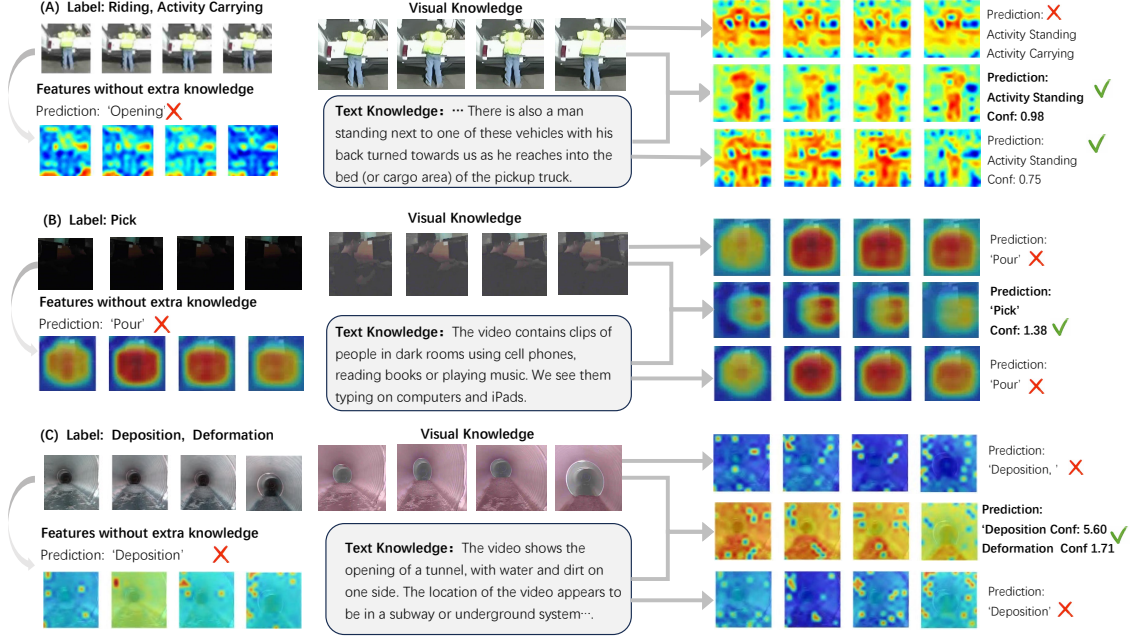 (A) Label: Riding, Activity Carrying
Features without extra knowledge
Prediction: 'Opening'
Visual Knowledge
Text Knowledge: ··· There is also a man
standing next to one of these vehicles with his
back turned towards us as he reaches into the
bed (or cargo area) of the pickup truck.
Prediction:
Activity Standing
Activity Carrying
Prediction:
Activity Standing
Conf: 0.98
Prediction:
Activity Standing
Conf: 0.75
(B) Label: Pick
Features without extra knowledge
Prediction: 'Pour'
Visual Knowledge
Text Knowledge: The video contains clips of
people in dark rooms using cell phones,
reading books or playing music. We see them
typing on computers and iPads.
Prediction:
'Pour'
Prediction:
'Pick'
Conf: 1.38
Prediction:
'Pour'
(C) Label: Deposition, Deformation
Features without extra knowledge
Prediction: 'Deposition'
Visual Knowledge
Text Knowledge: The video shows the
opening of a tunnel, with water and dirt on
one side. The location of the video appears to
be in a subway or underground system···.
Prediction:
'Deposition, '
Prediction:
'Deposition Conf: 5.60
Deformation Conf 1.71
Prediction:
'Deposition'